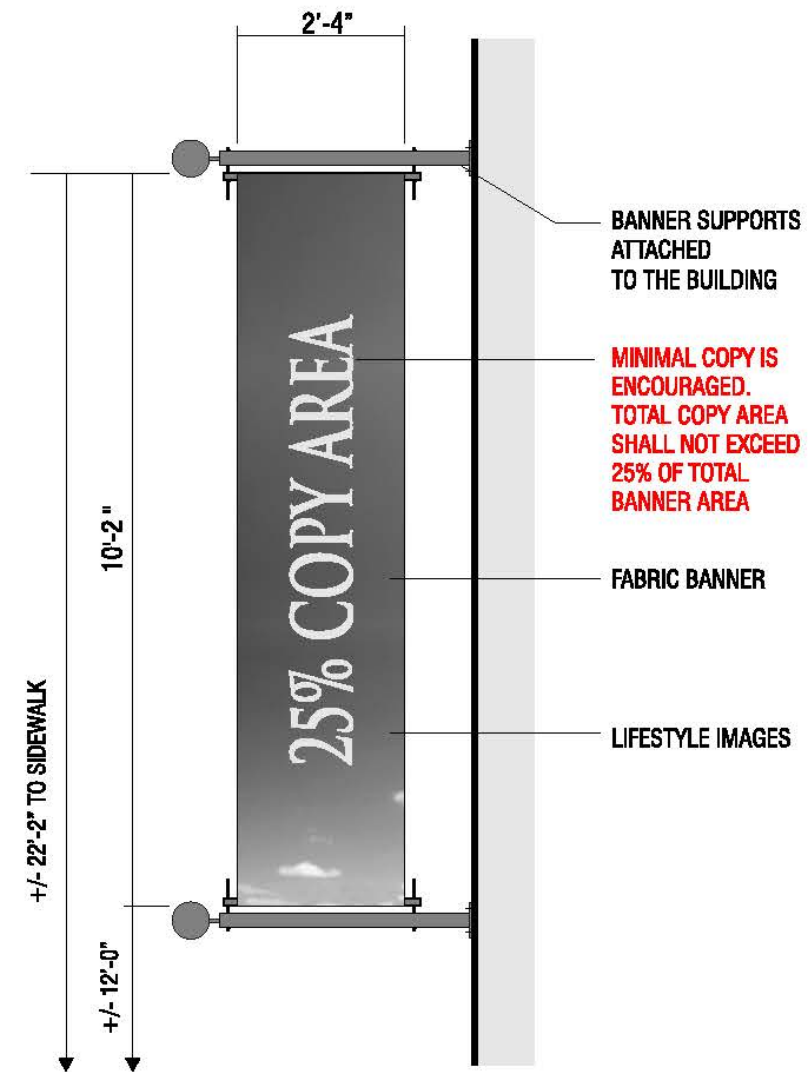 2'-4"
BANNER SUPPORTS
ATTACHED
TO THE BUILDING
MINIMAL COPY IS
ENCOURAGED.
TOTAL COPY AREA
SHALL NOT EXCEED
25% OF TOTAL
BANNER AREA
25% COPY AREA
10'-2"
FABRIC BANNER
LIFESTYLE IMAGES
+/- 22'-2" TO SIDEWALK
+/- 12'-0"